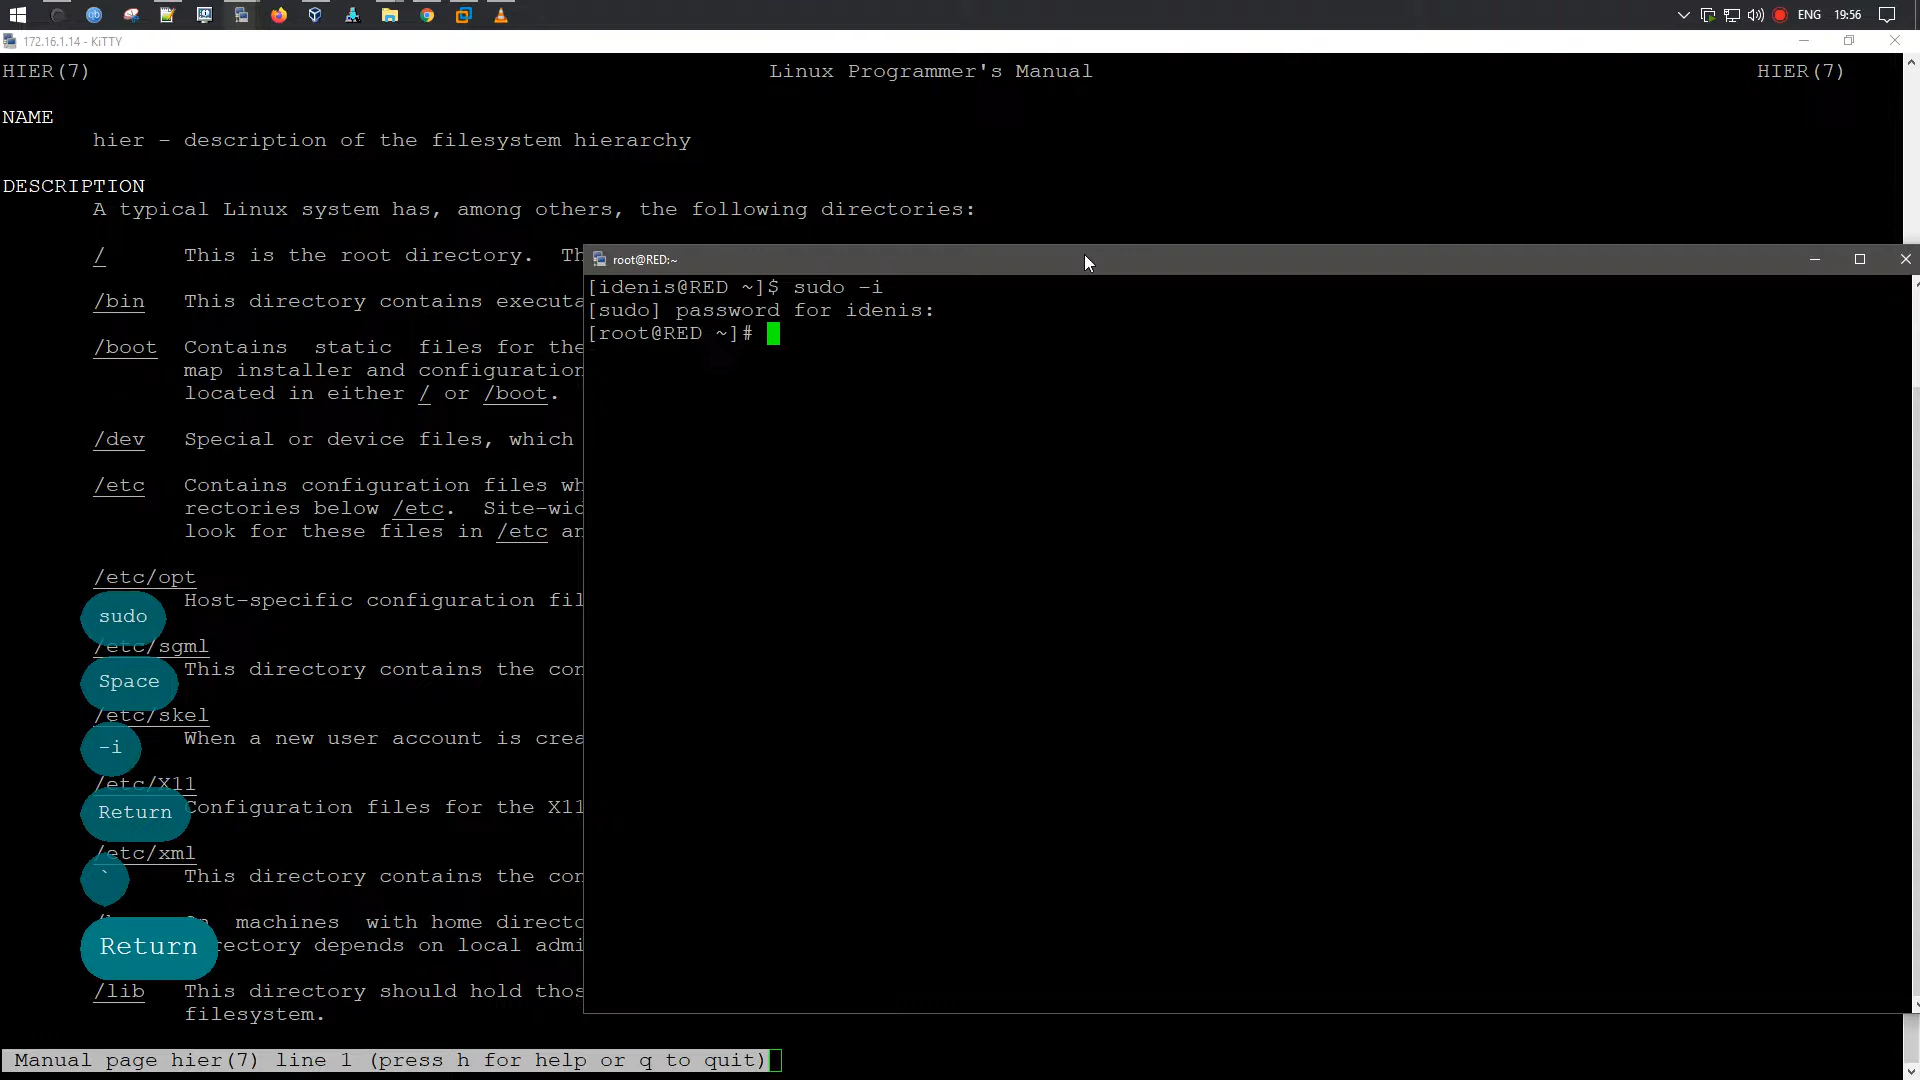 ENG 19:56
172.16.1.14 - KiTTY
HIER(7) Linux Programmer's Manual HIER(7)
NAME
hier - description of the filesystem hierarchy
DESCRIPTION
A typical Linux system has, among others, the following directories:
/ This is the root directory. Th
/bin This directory contains executa
/boot Contains static files for the
map installer and configuration
located in either / or /boot.
/dev Special or device files, which
/etc Contains configuration files wh
rectories below /etc. Site-wid
look for these files in /etc an
/etc/opt
Host-specific configuration fil
/etc/sgml
This directory contains the con
/etc/skel
When a new user account is crea
/etc/X11
Configuration files for the X11
/etc/xml
This directory contains the con
machines with home directo
rectory depends on local admi
/lib This directory should hold thos
filesystem.
Manual page hier(7) line 1 (press h for help or q to quit)
root@RED:~
[idenis@RED ~]$ sudo -i
[sudo] password for idenis:
[root@RED ~]#
sudo
Space
-i
Return
`
Return